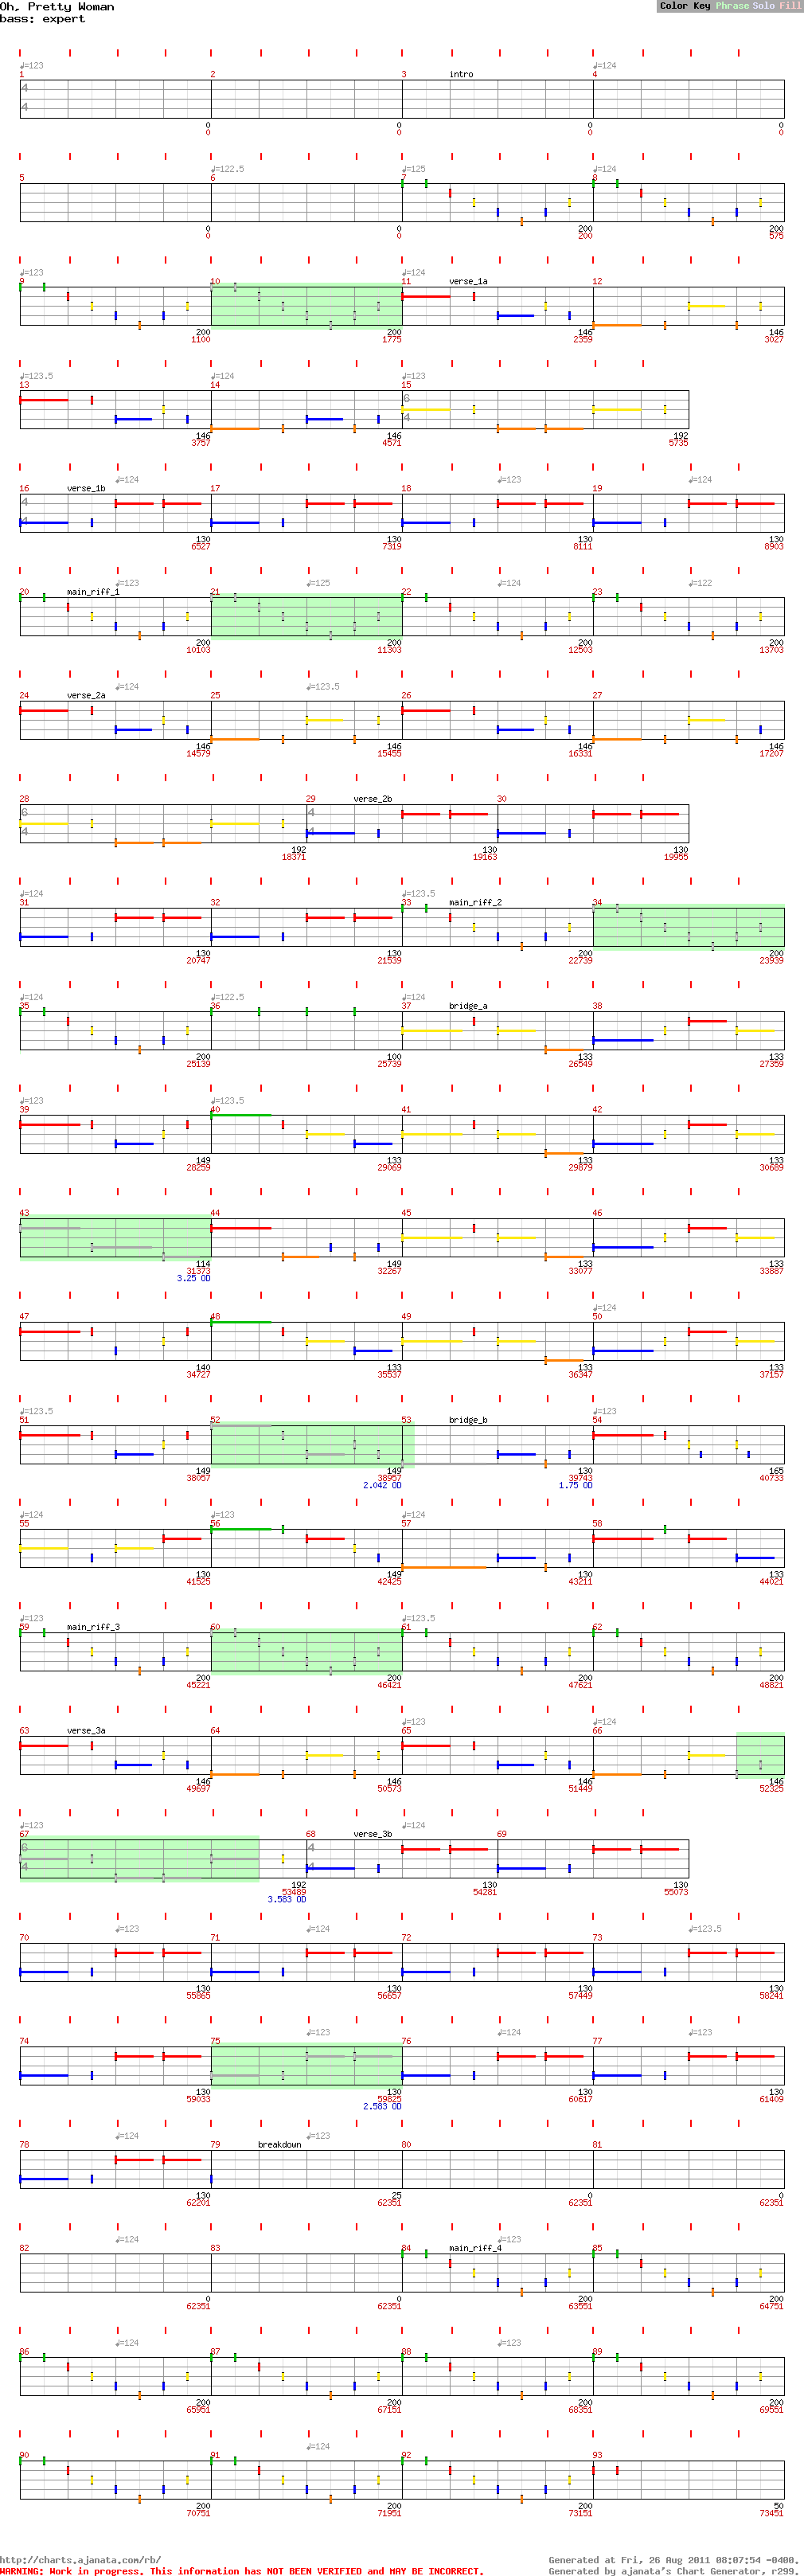 Oh, Pretty Woman
Color Key Phrase Solo Fill
bass: expert
♩=123 ♩=124
1 2 3 intro 4
4
4
0 0 0 0
0 0 0 0
♩=122.5 ♩=125 ♩=124
5 6 7 8
0 0 200 200
0 0 200 575
♩=123 ♩=124
9 10 11 verse_1a 12
200 200 146 146
1100 1775 2359 3027
♩=123.5 ♩=124 ♩=123
13 14 15
6
4
146 146 192
3757 4571 5735
♩=124 ♩=123 ♩=124
16 verse_1b 17 18 19
4
4
130 130 130 130
6527 7319 8111 8903
♩=123 ♩=125 ♩=124 ♩=122
20 main_riff_1 21 22 23
200 200 200 200
10103 11303 12503 13703
♩=124 ♩=123.5
24 verse_2a 25 26 27
146 146 146 146
14579 15455 16331 17207
28 29 verse_2b 30
6 4
4 4
192 130 130
18371 19163 19955
♩=124 ♩=123.5
31 32 33 main_riff_2 34
130 130 200 200
20747 21539 22739 23939
♩=124 ♩=122.5 ♩=124
35 36 37 bridge_a 38
200 100 133 133
25139 25739 26549 27359
♩=123 ♩=123.5
39 40 41 42
149 133 133 133
28259 29069 29879 30689
43 44 45 46
114 149 133 133
31373 32267 33077 33887
3.25 OD
♩=124
47 48 49 50
140 133 133 133
34727 35537 36347 37157
♩=123.5 ♩=123
51 52 53 bridge_b 54
149 149 130 165
38057 38957 39743 40733
2.042 OD 1.75 OD
♩=124 ♩=123 ♩=124
55 56 57 58
130 149 130 133
41525 42425 43211 44021
♩=123 ♩=123.5
59 main_riff_3 60 61 62
200 200 200 200
45221 46421 47621 48821
♩=123 ♩=124
63 verse_3a 64 65 66
146 146 146 146
49697 50573 51449 52325
♩=123 ♩=124
67 68 verse_3b 69
6 4
4 4
192 130 130
53489 54281 55073
3.583 OD
♩=123 ♩=124 ♩=123.5
70 71 72 73
130 130 130 130
55865 56657 57449 58241
♩=123 ♩=124 ♩=123
74 75 76 77
130 130 130 130
59033 59825 60617 61409
2.583 OD
♩=124 ♩=123
78 79 breakdown 80 81
130 25 0 0
62201 62351 62351 62351
♩=124 ♩=123
82 83 84 main_riff_4 85
0 0 200 200
62351 62351 63551 64751
♩=124 ♩=123
86 87 88 89
200 200 200 200
65951 67151 68351 69551
♩=124
90 91 92 93
200 200 200 50
70751 71951 73151 73451
http://charts.ajanata.com/rb/
Generated at Fri, 26 Aug 2011 08:07:54 -0400.
WARNING: Work in progress. This information has NOT BEEN VERIFIED and MAY BE INCORRECT.
Generated by ajanata's Chart Generator, r299.